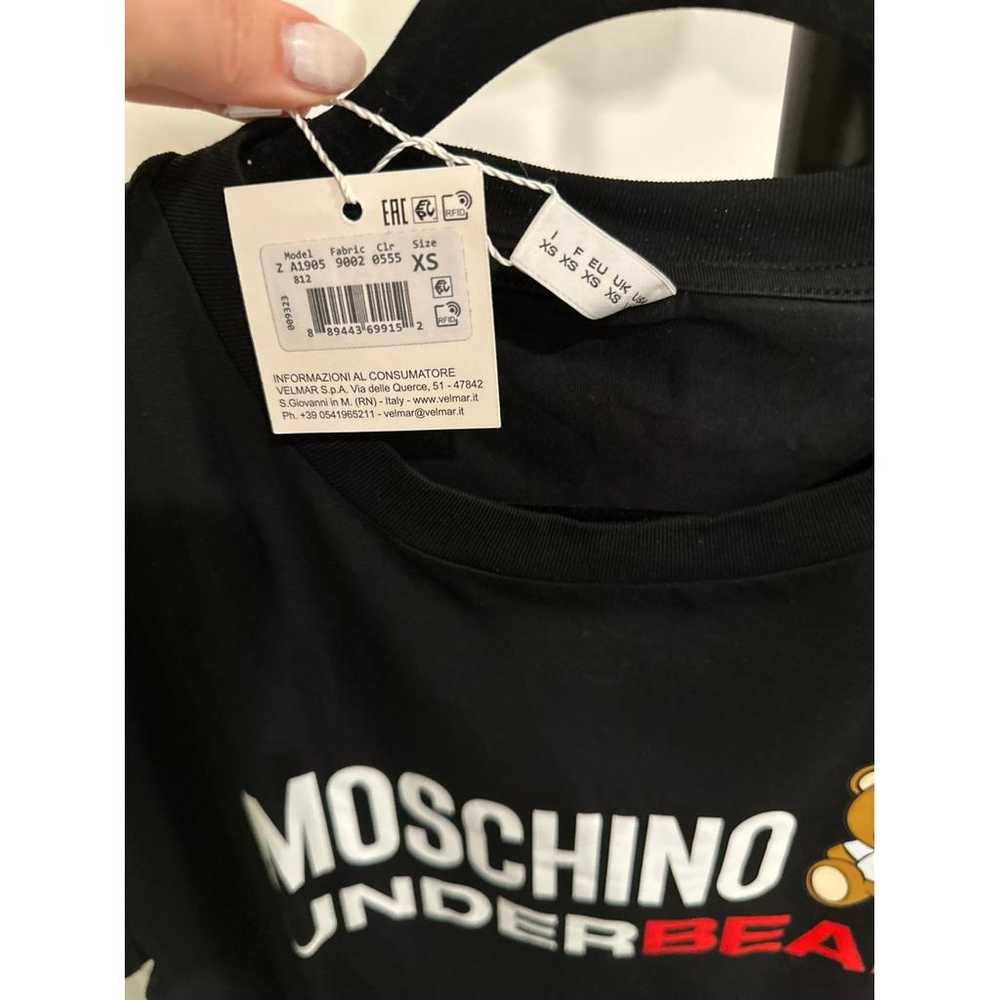 EAC RFID
Model Fabric Clr Size
Z A1905 9002 0555 XS
812
009323
8 89443 69915 2
RFID
INFORMAZIONI AL CONSUMATORE
VELMAR S.p.A. Via delle Querce, 51 - 47842
S.Giovanni in M. (RN) - Italy - www.velmar.it
Ph. +39 0541965211 - velmar@velmar.it
I F EU UK
XS XS XS XS
MOSCHINO
UNDERBEA